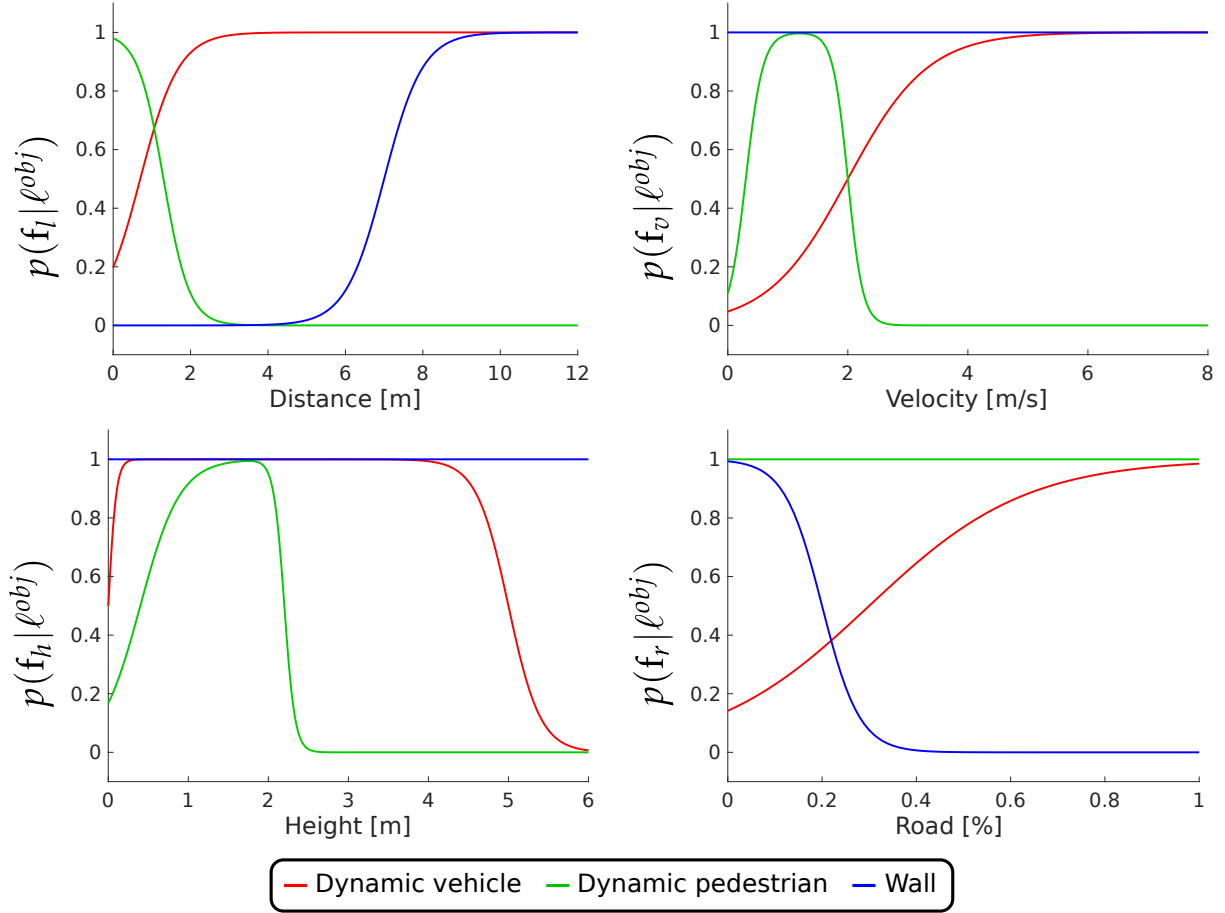 p(f_l|ℓ^{obj})
1
0.8
0.6
0.4
0.2
0
0 2 4 6 8 10 12
Distance [m]
p(f_v|ℓ^{obj})
1
0.8
0.6
0.4
0.2
0
0 2 4 6 8
Velocity [m/s]
p(f_h|ℓ^{obj})
1
0.8
0.6
0.4
0.2
0
0 1 2 3 4 5 6
Height [m]
p(f_r|ℓ^{obj})
1
0.8
0.6
0.4
0.2
0
0 0.2 0.4 0.6 0.8 1
Road [%]
Dynamic vehicle Dynamic pedestrian Wall